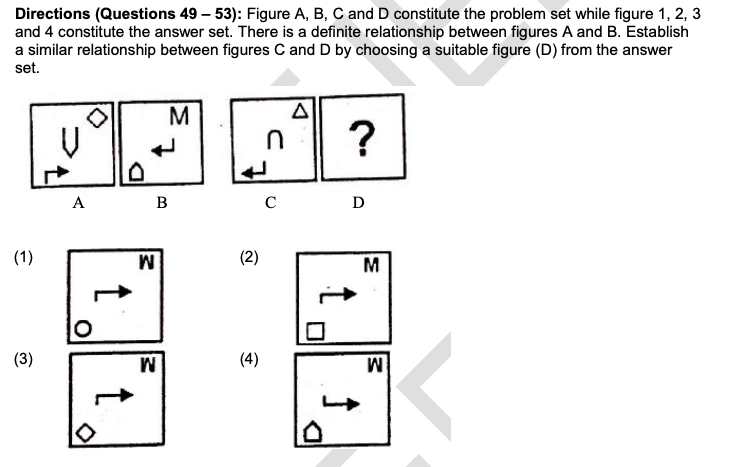 Directions (Questions 49 – 53): Figure A, B, C and D constitute the problem set while figure 1, 2, 3
and 4 constitute the answer set. There is a definite relationship between figures A and B. Establish
a similar relationship between figures C and D by choosing a suitable figure (D) from the answer
set.
M
?
A B C D
(1)
(2)
M
(3)
(4)